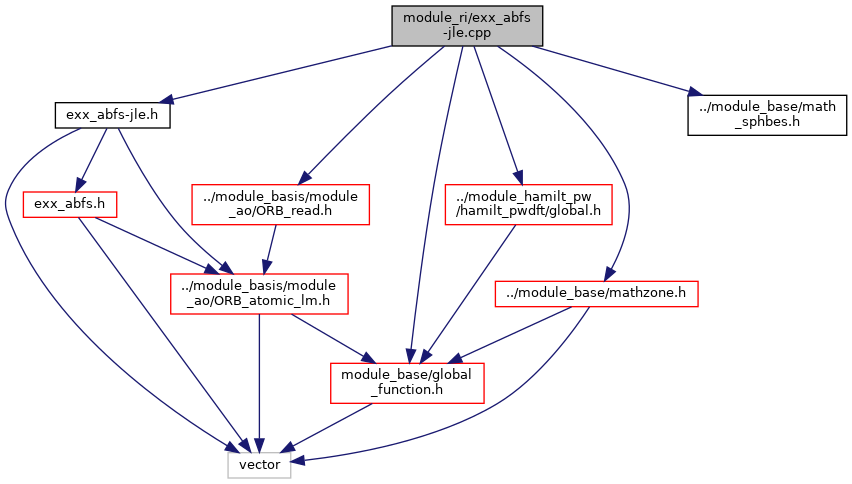 module_ri/exx_abfs
-jle.cpp
exx_abfs-jle.h
../module_base/math
_sphbes.h
exx_abfs.h
../module_basis/module
_ao/ORB_read.h
../module_hamilt_pw
/hamilt_pwdft/global.h
../module_basis/module
_ao/ORB_atomic_lm.h
../module_base/mathzone.h
module_base/global
_function.h
vector